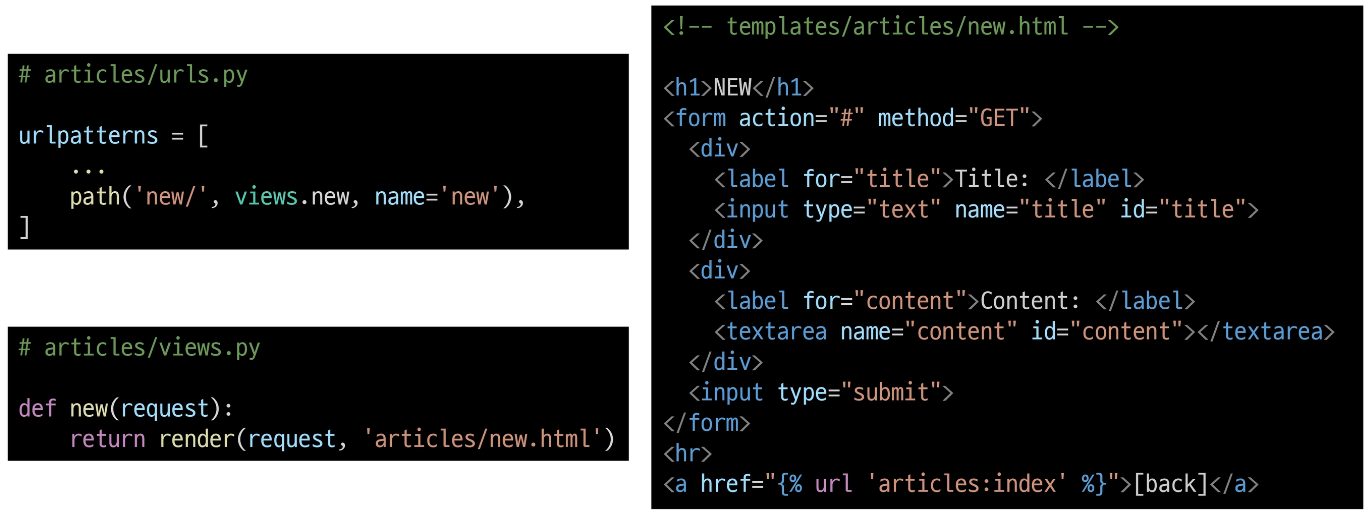 # articles/urls.py
urlpatterns = [
    ...
    path('new/', views.new, name='new'),
]
# articles/views.py
def new(request):
    return render(request, 'articles/new.html')
<!-- templates/articles/new.html -->
<h1>NEW</h1>
<form action="#" method="GET">
  <div>
    <label for="title">Title: </label>
    <input type="text" name="title" id="title">
  </div>
  <div>
    <label for="content">Content: </label>
    <textarea name="content" id="content"></textarea>
  </div>
  <input type="submit">
</form>
<hr>
<a href="{% url 'articles:index' %}">[back]</a>